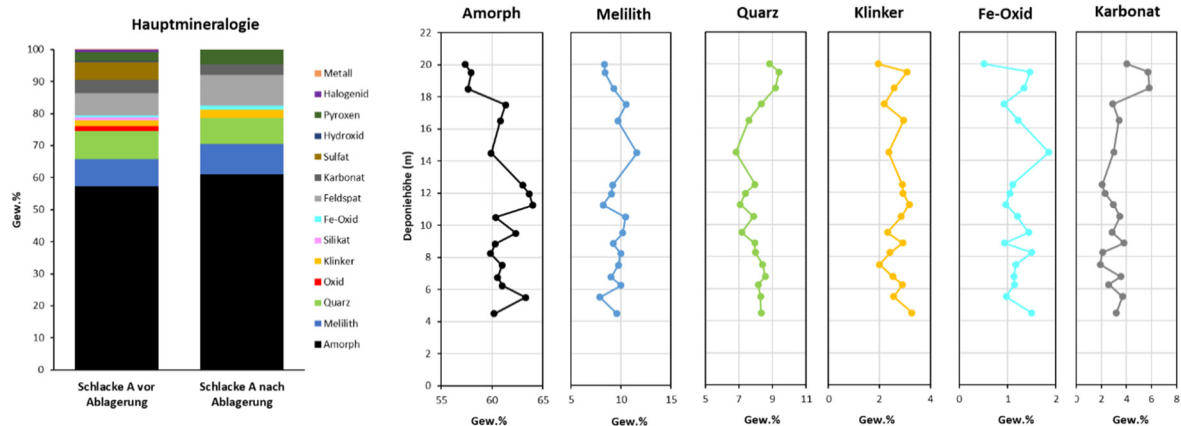 Hauptmineralogie
Gew.%
100
90
80
70
60
50
40
30
20
10
0
Schlacke A vor
Ablagerung
Schlacke A nach
Ablagerung
Metall
Halogenid
Pyroxen
Hydroxid
Sulfat
Karbonat
Feldspat
Fe-Oxid
Silikat
Klinker
Oxid
Quarz
Melilith
Amorph
Deponiehöhe (m)
22
20
18
16
14
12
10
8
6
4
2
0
Amorph
55 60 65
Gew.%
Melilith
5 10 15
Gew.%
Quarz
5 7 9 11
Gew.%
Klinker
0 2 4
Gew.%
Fe-Oxid
0 1 2
Gew.%
Karbonat
0 2 4 6 8
Gew.%